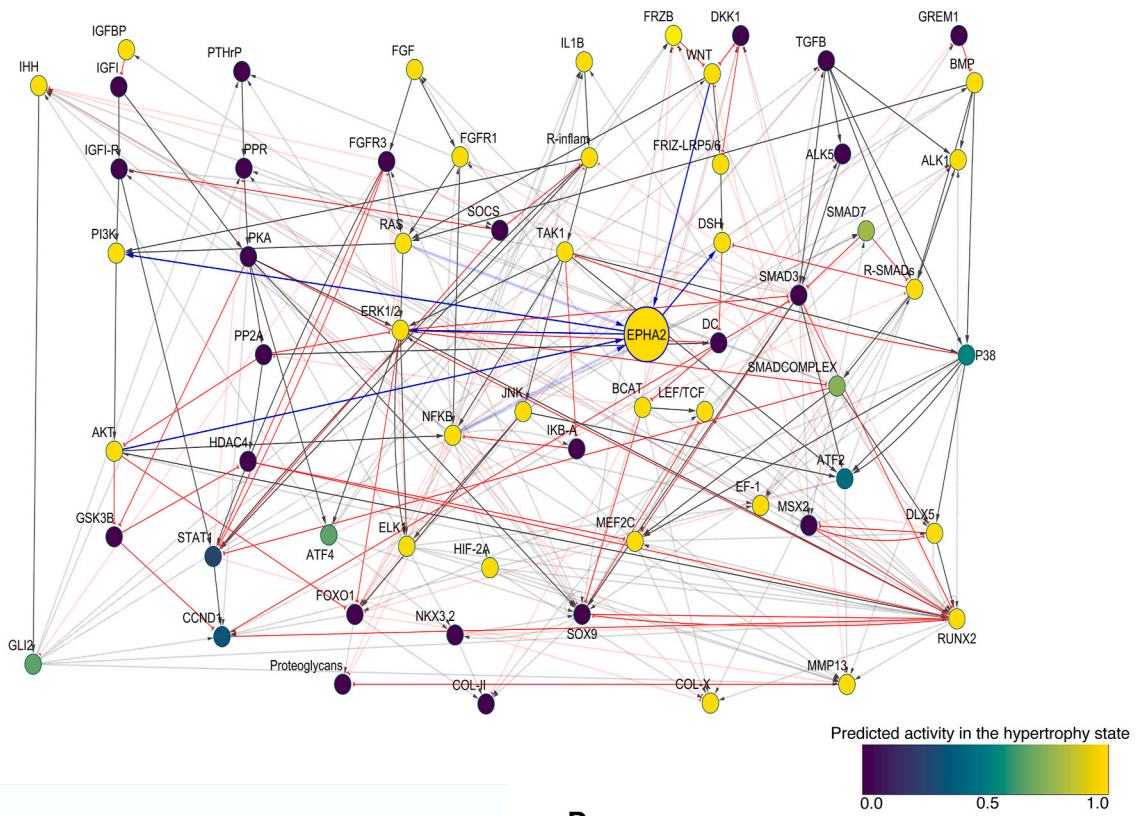 FRZB
DKK1
GREM1
IGFBP
PTHrP
FGF
IL1B
WNT
TGFB
IHH
IGFI
BMP
IGFI-R
PPR
FGFR3
FGFR1
R-inflam
FRIZ-LRP5/6
ALK5
ALK1
SOCS
SMAD7
PI3K
PKA
RAS
TAK1
DSH
SMAD3
R-SMADs
ERK1/2
EPHA2
PP2A
DC
P38
SMADCOMPLEX
JNK
BCAT
LEF/TCF
AKT
HDAC4
NFKB
IKB-A
ATF2
EF-1
MSX2
DLX5
GSK3B
STAT1
ATF4
ELK1
HIF-2A
MEF2C
CCND1
FOXO1
NKX3,2
SOX9
RUNX2
GLI2
Proteoglycans
COL-II
COL-X
MMP13
Predicted activity in the hypertrophy state
0.0 0.5 1.0